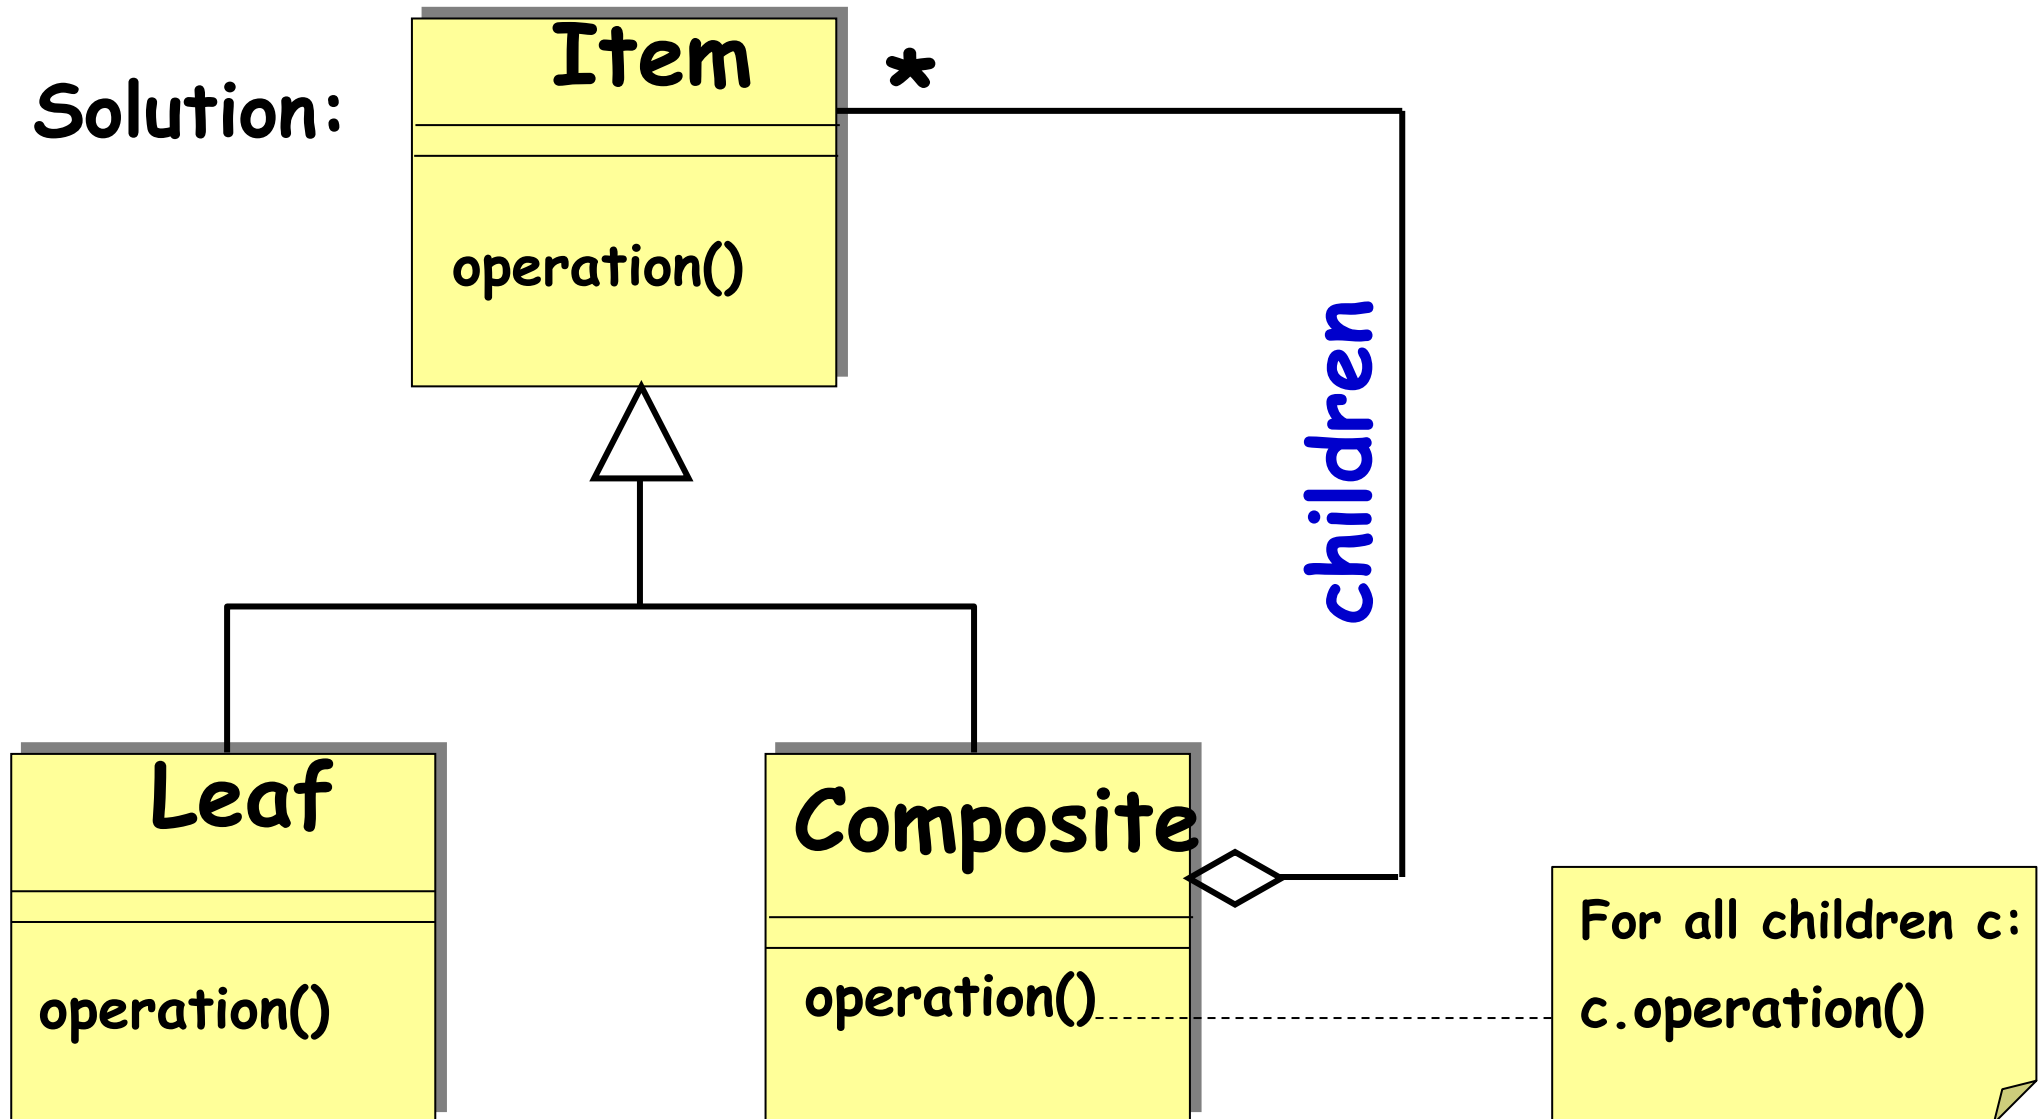 Solution:
Item
*
operation()
children
Leaf
operation()
Composite
operation()
For all children c:
c.operation()